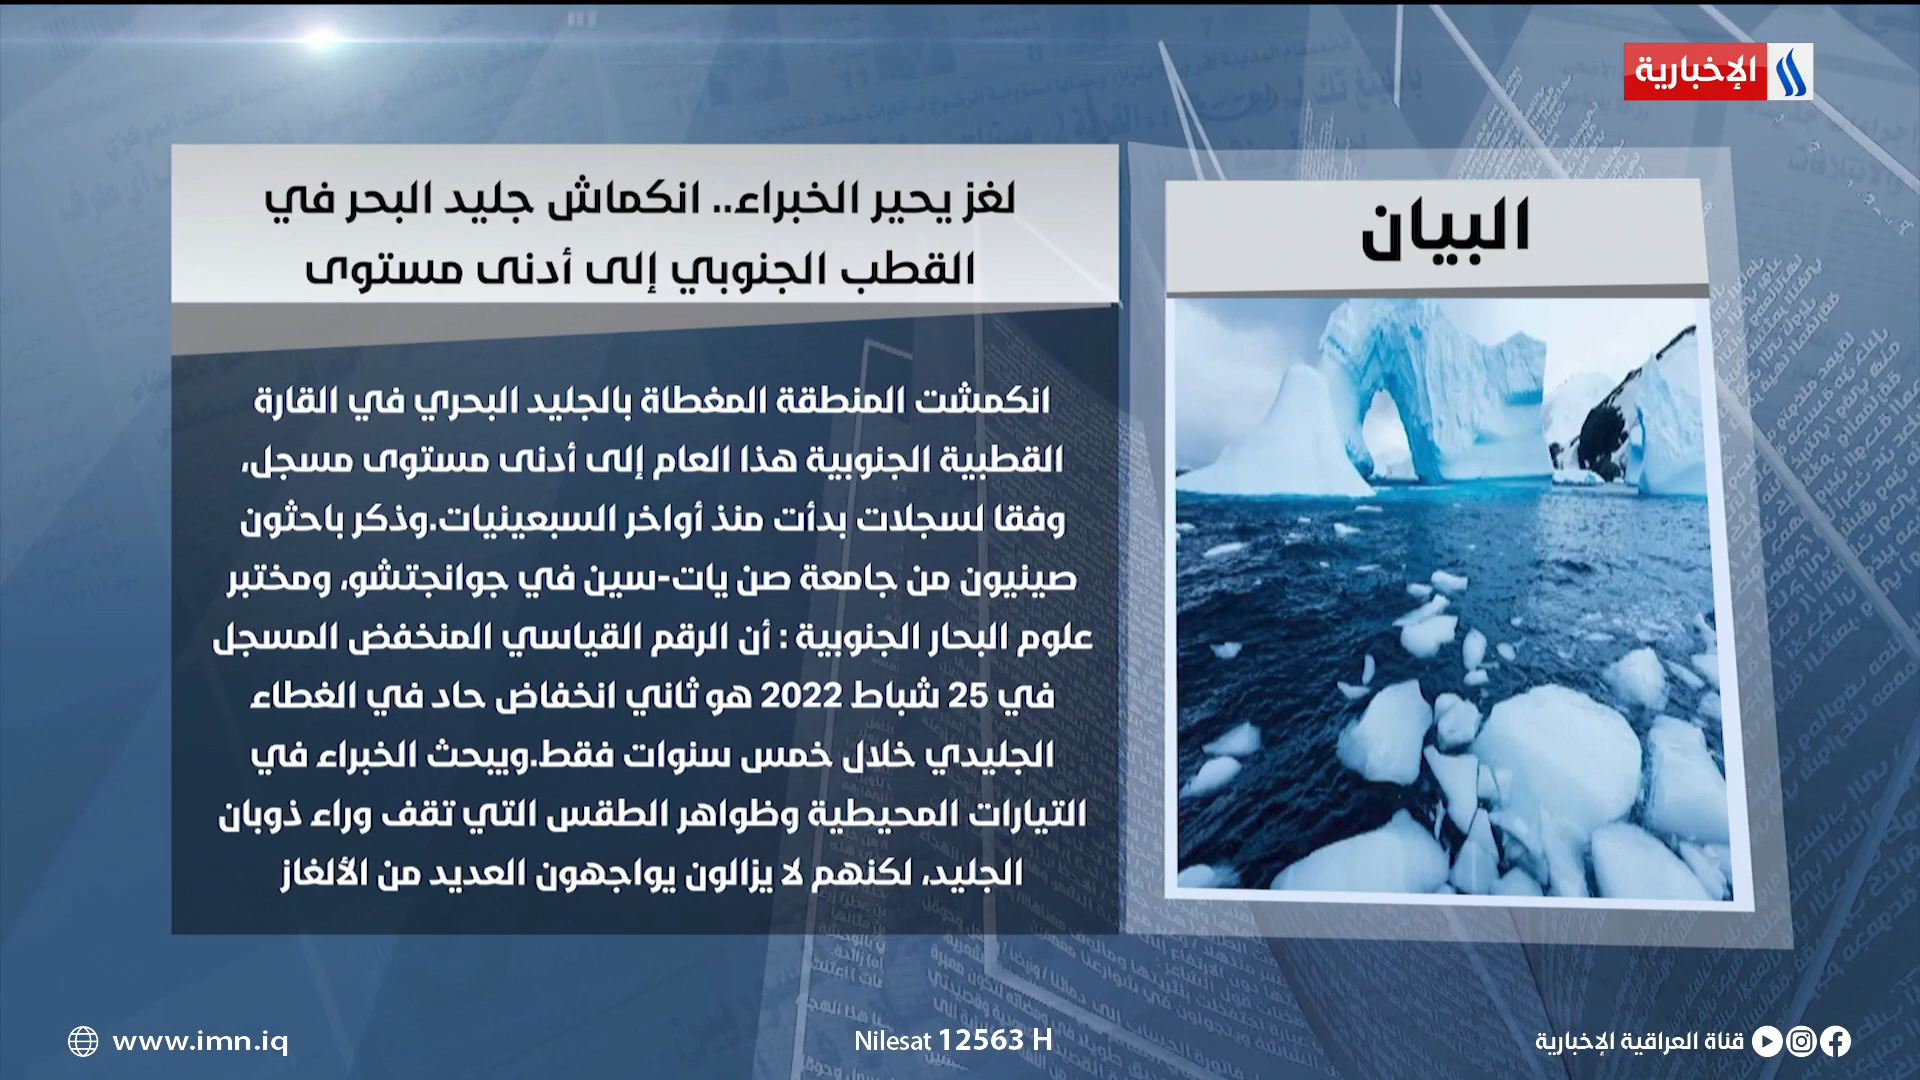 الإخبارية
البيان
لغز يحير الخبراء.. انكماش جليد البحر في
القطب الجنوبي إلى أدنى مستوى
انكمشت المنطقة المغطاة بالجليد البحري في القارة
القطبية الجنوبية هذا العام إلى أدنى مستوى مسجل،
وفقا لسجلات بدأت منذ أواخر السبعينيات.وذكر باحثون
صينيون من جامعة صن يات-سين في جوانجتشو، ومختبر
علوم البحار الجنوبية : أن الرقم القياسي المنخفض المسجل
في 25 شباط 2022 هو ثاني انخفاض حاد في الغطاء
الجليدي خلال خمس سنوات فقط.ويبحث الخبراء في
التيارات المحيطية وظواهر الطقس التي تقف وراء ذوبان
الجليد، لكنهم لا يزالون يواجهون العديد من الألغاز
قناة العراقية الإخبارية
Nilesat 12563 H
www.imn.iq